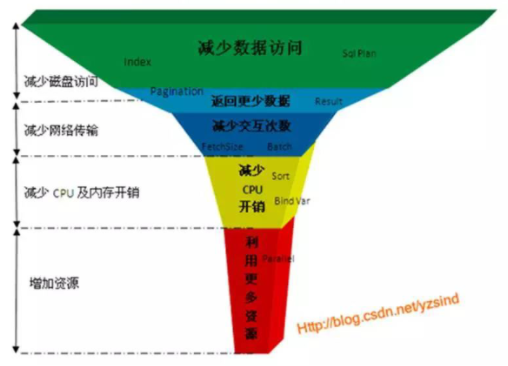 减少数据访问
Index
Sql Plan
减少磁盘访问
Pagination
返回更少数据
Result
减少网络传输
减少交互次数
FetchSize
Batch
减少 CPU 及内存开销
减少
CPU
开销
Sort
Bind Var
增加资源
利用更多资源
Parallel
Http://blog.csdn.net/yzsind